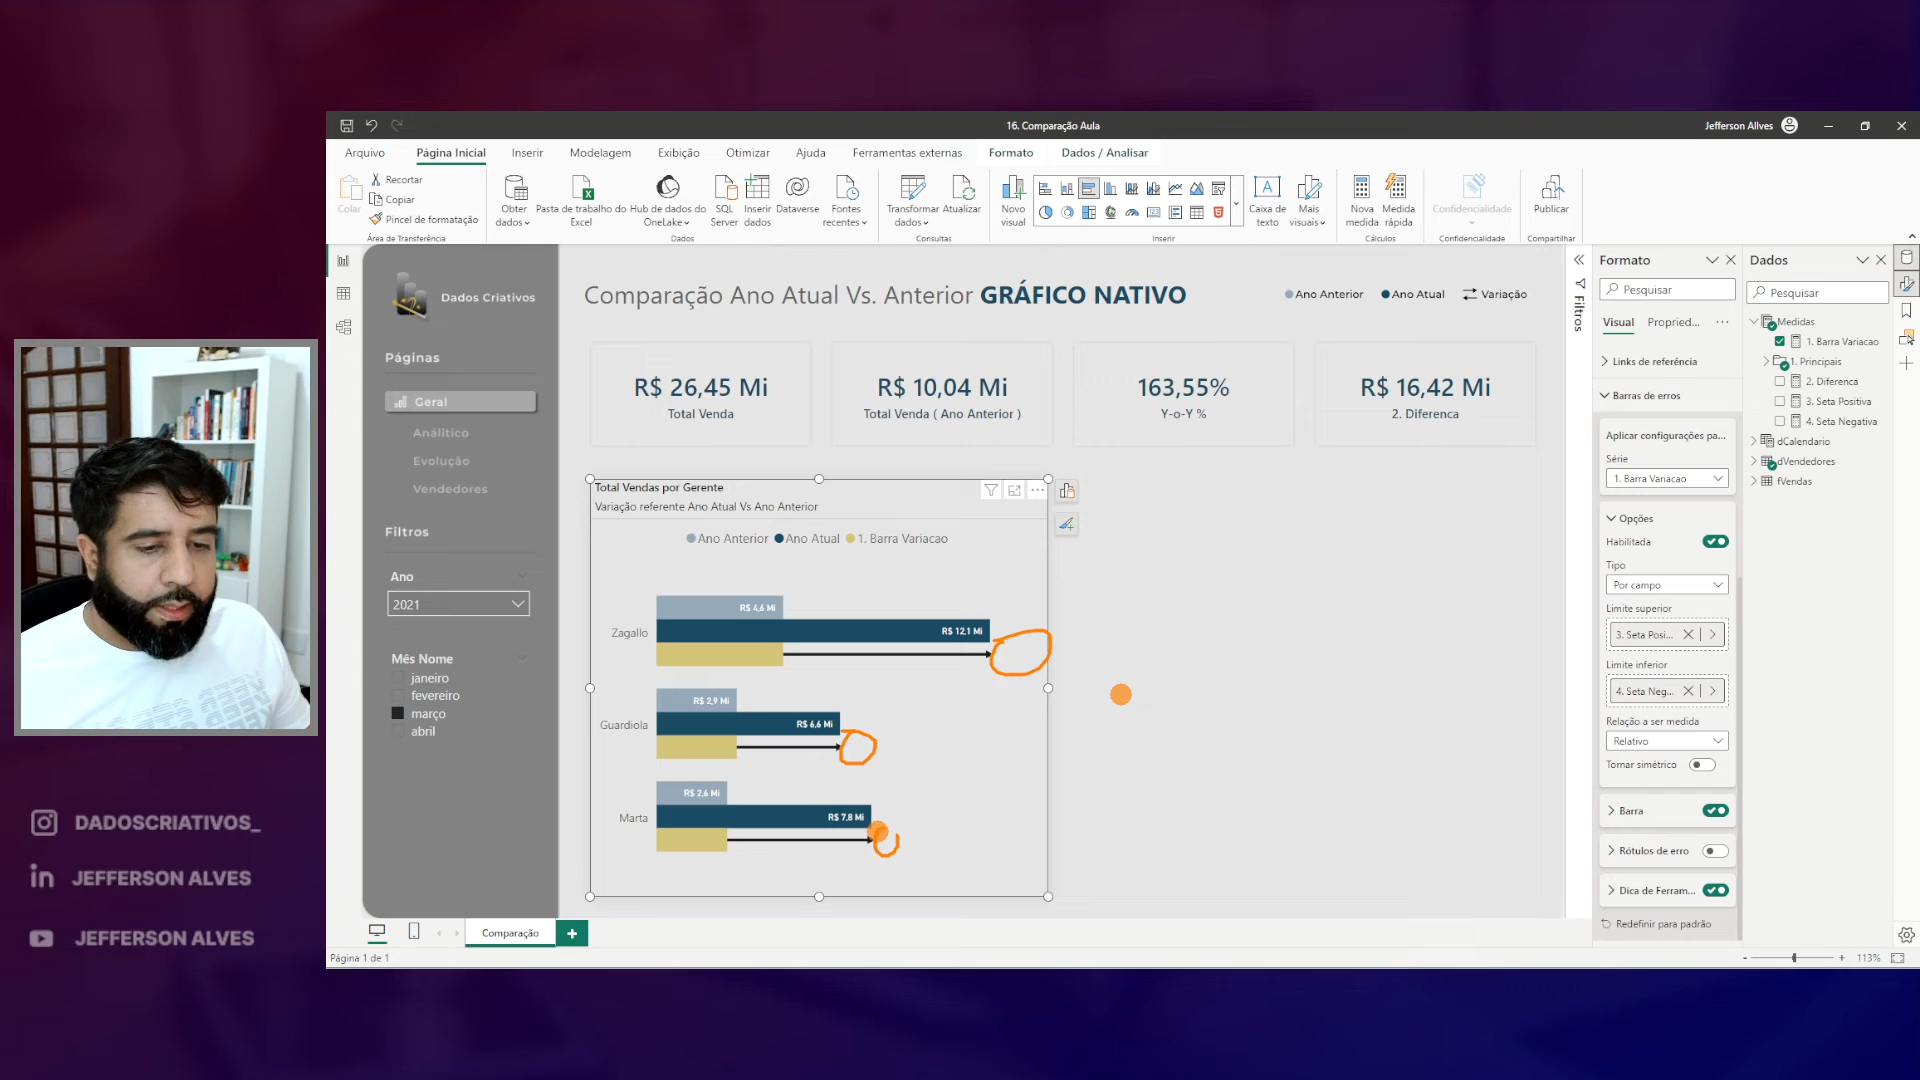 16. Comparação Aula
Jefferson Allves
Arquivo
Página Inicial
Inserir
Modelagem
Exibição
Otimizar
Ajuda
Ferramentas externas
Formato
Dados / Analisar
Colar
Recortar
Copiar
Pincel de formatação
Área de Transferência
Obter dados
Pasta de trabalho do Excel
Hub de dados do OneLake
SQL Server
Inserir dados
Dataverse
Fontes recentes
Dados
Transformar dados
Atualizar
Consultas
Novo visual
Caixa de texto
Mais visuais
Inserir
Nova medida
Medida rápida
Cálculos
Confidencialidade
Confidencialidade
Publicar
Compartilhar
Dados Criativos
Páginas
Geral
Análitico
Evolução
Vendedores
Filtros
Ano
2021
Mês Nome
janeiro
fevereiro
março
abril
Comparação Ano Atual Vs. Anterior GRÁFICO NATIVO
Ano Anterior
Ano Atual
Variação
R$ 26,45 Mi
Total Venda
R$ 10,04 Mi
Total Venda ( Ano Anterior )
163,55%
Y-o-Y %
R$ 16,42 Mi
2. Diferenca
Total Vendas por Gerente
Variação referente Ano Atual Vs Ano Anterior
Ano Anterior
Ano Atual
1. Barra Variacao
Zagallo
R$ 4,6 Mi
R$ 12,1 Mi
Guardiola
R$ 2,9 Mi
R$ 6,6 Mi
Marta
R$ 2,6 Mi
R$ 7,8 Mi
Filtros
Formato
Pesquisar
Visual
Propried...
Links de referência
Barras de erros
Aplicar configurações pa...
Série
1. Barra Variacao
Opções
Habilitada
Tipo
Por campo
Limite superior
3. Seta Posi...
Limite inferior
4. Seta Neg...
Relação a ser medida
Relativo
Tornar simétrico
Barra
Rótulos de erro
Dica de Ferram...
Redefinir para padrão
Dados
Pesquisar
Medidas
1. Barra Variacao
1. Principais
2. Diferenca
3. Seta Positiva
4. Seta Negativa
dCalendario
dVendedores
fVendas
Comparação
Página 1 de 1
113%
DADOSCRIATIVOS_
JEFFERSON ALVES
JEFFERSON ALVES